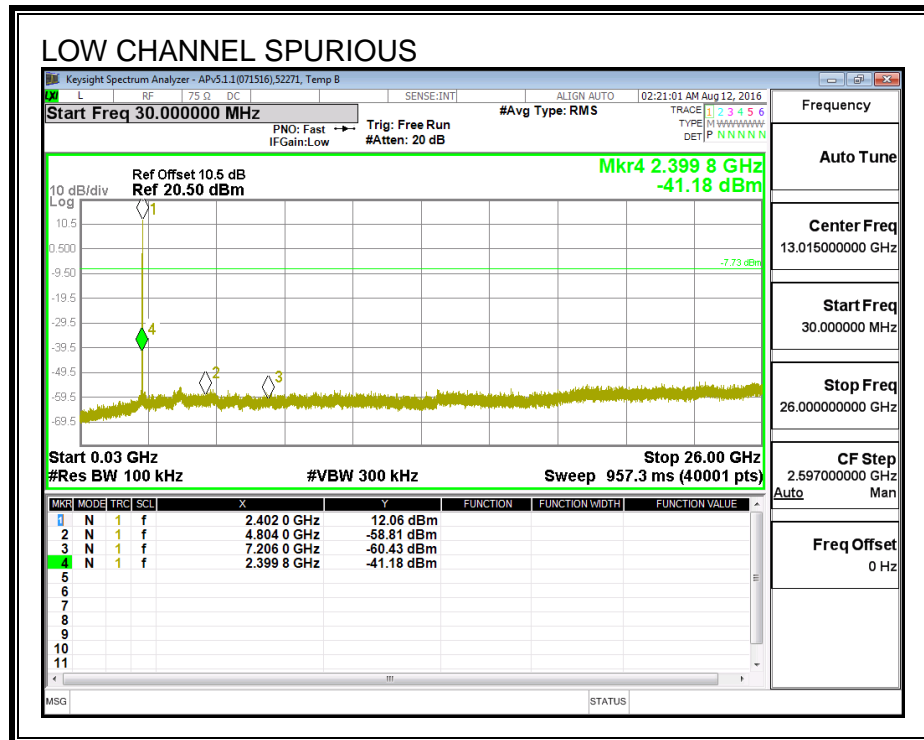 LOW CHANNEL SPURIOUS
Keysight Spectrum Analyzer - APv5.1.1(071516),52271, Temp B
LXI L RF 75 Ω DC SENSE:INT ALIGN AUTO 02:21:01 AM Aug 12, 2016
Start Freq 30.000000 MHz
PNO: Fast
IFGain:Low
Trig: Free Run
#Atten: 20 dB
#Avg Type: RMS
TRACE 1 2 3 4 5 6
TYPE M WWWWW
DET P N N N N N
Mkr4 2.399 8 GHz
-41.18 dBm
Ref Offset 10.5 dB
10 dB/div Ref 20.50 dBm
Log
10.5
0.500
-9.50
-19.5
-29.5
-39.5
-49.5
-59.5
-69.5
-7.73 dBm
1
4
2
3
Start 0.03 GHz Stop 26.00 GHz
#Res BW 100 kHz #VBW 300 kHz Sweep 957.3 ms (40001 pts)
MKR MODE TRC SCL X Y FUNCTION FUNCTION WIDTH FUNCTION VALUE
1 N 1 f 2.402 0 GHz 12.06 dBm
2 N 1 f 4.804 0 GHz -58.81 dBm
3 N 1 f 7.206 0 GHz -60.43 dBm
4 N 1 f 2.399 8 GHz -41.18 dBm
5
6
7
8
9
10
11
MSG STATUS
Frequency
Auto Tune
Center Freq
13.015000000 GHz
Start Freq
30.000000 MHz
Stop Freq
26.000000000 GHz
CF Step
2.597000000 GHz
Auto Man
Freq Offset
0 Hz